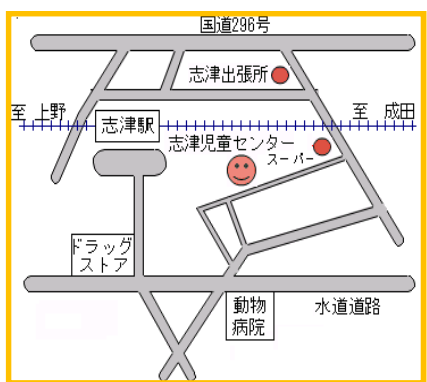 国道296号
志津出張所
至 上野
志津駅
至 成田
志津児童センター
スーパー
ドラッグ
ストア
動物
病院
水道道路